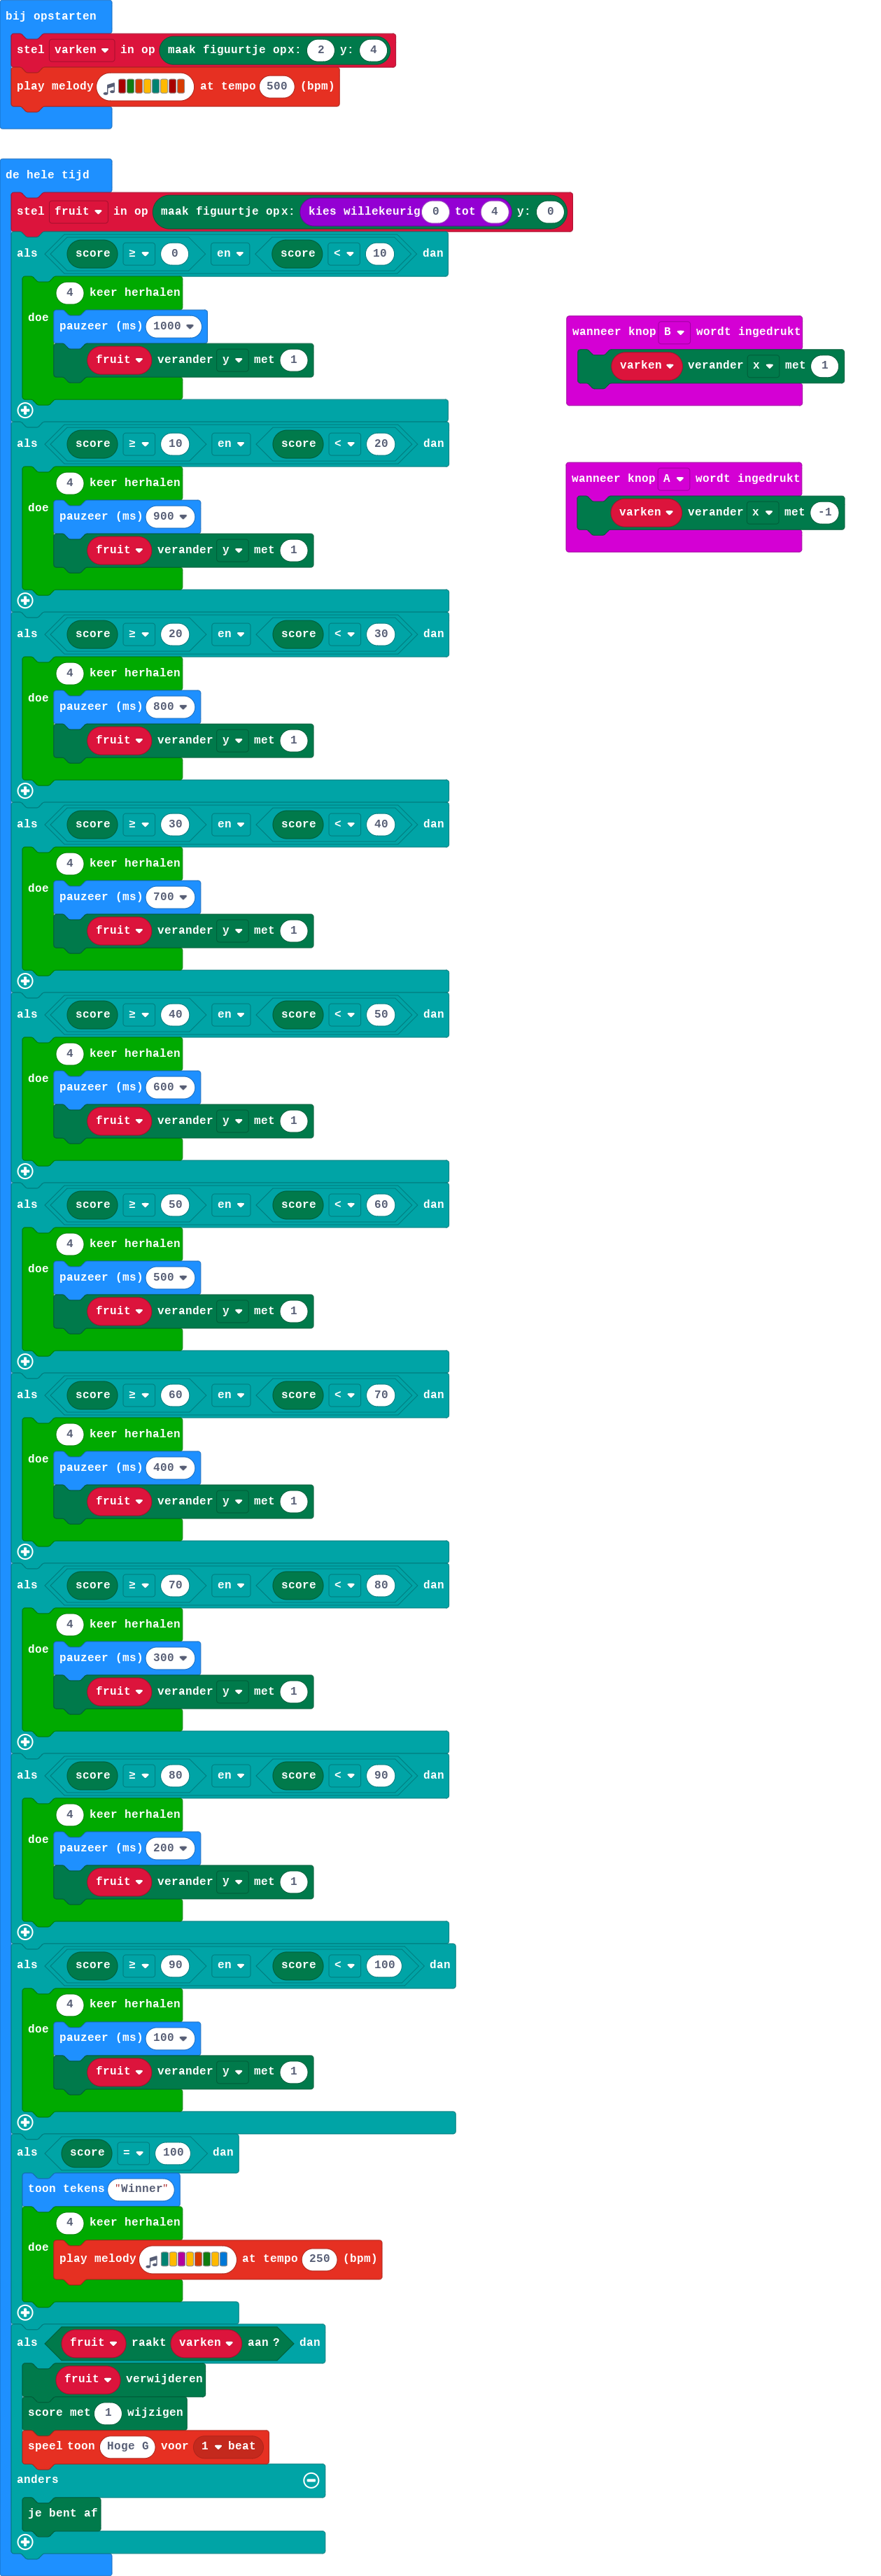 bij opstarten
stel varken in op maak figuurtje op x: 2 y: 4
play melody at tempo 500 (bpm)
de hele tijd
stel fruit in op maak figuurtje op x: kies willekeurig 0 tot 4 y: 0
als score ≥ 0 en score < 10 dan
4 keer herhalen
doe
pauzeer (ms) 1000
fruit verander y met 1
als score ≥ 10 en score < 20 dan
4 keer herhalen
doe
pauzeer (ms) 900
fruit verander y met 1
als score ≥ 20 en score < 30 dan
4 keer herhalen
doe
pauzeer (ms) 800
fruit verander y met 1
als score ≥ 30 en score < 40 dan
4 keer herhalen
doe
pauzeer (ms) 700
fruit verander y met 1
als score ≥ 40 en score < 50 dan
4 keer herhalen
doe
pauzeer (ms) 600
fruit verander y met 1
als score ≥ 50 en score < 60 dan
4 keer herhalen
doe
pauzeer (ms) 500
fruit verander y met 1
als score ≥ 60 en score < 70 dan
4 keer herhalen
doe
pauzeer (ms) 400
fruit verander y met 1
als score ≥ 70 en score < 80 dan
4 keer herhalen
doe
pauzeer (ms) 300
fruit verander y met 1
als score ≥ 80 en score < 90 dan
4 keer herhalen
doe
pauzeer (ms) 200
fruit verander y met 1
als score ≥ 90 en score < 100 dan
4 keer herhalen
doe
pauzeer (ms) 100
fruit verander y met 1
als score = 100 dan
toon tekens "Winner"
4 keer herhalen
doe
play melody at tempo 250 (bpm)
als fruit raakt varken aan ? dan
fruit verwijderen
score met 1 wijzigen
speel toon Hoge G voor 1 beat
anders
je bent af
wanneer knop B wordt ingedrukt
varken verander x met 1
wanneer knop A wordt ingedrukt
varken verander x met -1